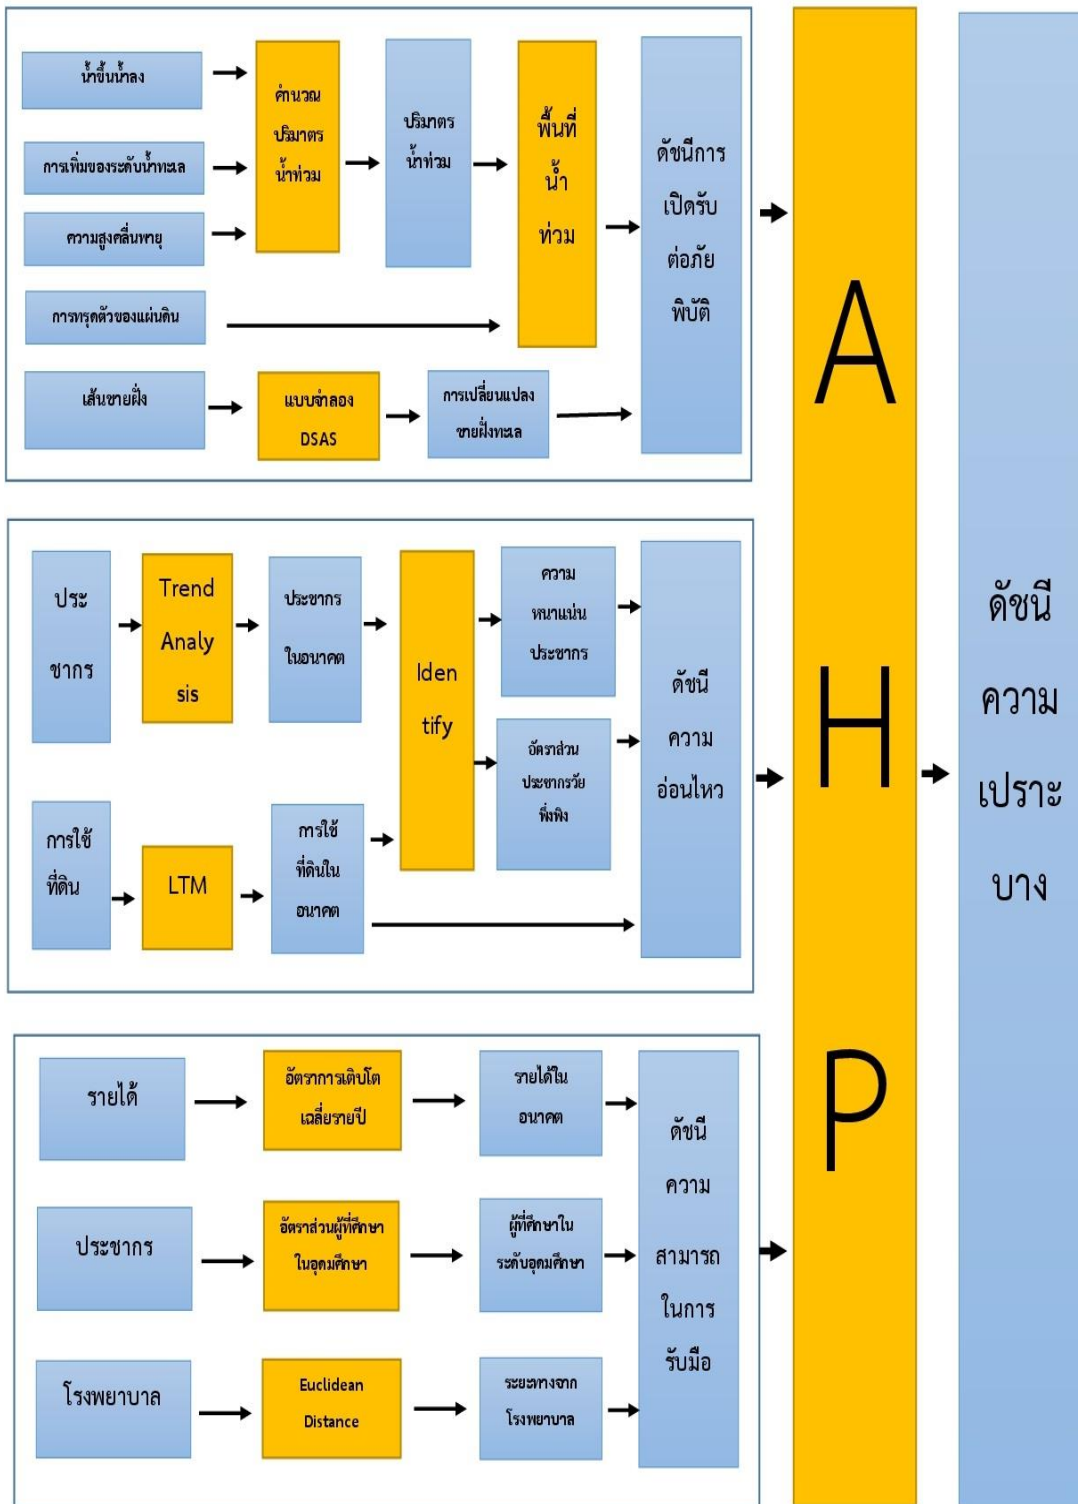 น้ำขึ้นน้ำลง
การเพิ่มของระดับน้ำทะเล
ความสูงคลื่นพายุ
การทรุดตัวของแผ่นดิน
เส้นชายฝั่ง
คำนวณ
ปริมาตร
น้ำท่วม
ปริมาตร
น้ำท่วม
พื้นที่
น้ำ
ท่วม
แบบจำลอง
DSAS
การเปลี่ยนแปลง
ชายฝั่งทะเล
ดัชนีการ
เปิดรับ
ต่อภัย
พิบัติ
ประ
ชากร
Trend
Analy
sis
ประชากร
ในอนาคต
การใช้
ที่ดิน
LTM
การใช้
ที่ดินใน
อนาคต
Iden
tify
ความ
หนาแน่น
ประชากร
อัตราส่วน
ประชากรวัย
พึ่งพิง
ดัชนี
ความ
อ่อนไหว
รายได้
อัตราการเติบโต
เฉลี่ยรายปี
รายได้ใน
อนาคต
ประชากร
อัตราส่วนผู้ที่ศึกษา
ในอุดมศึกษา
ผู้ที่ศึกษาใน
ระดับอุดมศึกษา
โรงพยาบาล
Euclidean
Distance
ระยะทางจาก
โรงพยาบาล
ดัชนี
ความ
สามารถ
ในการ
รับมือ
A
H
P
ดัชนี
ความ
เปราะ
บาง